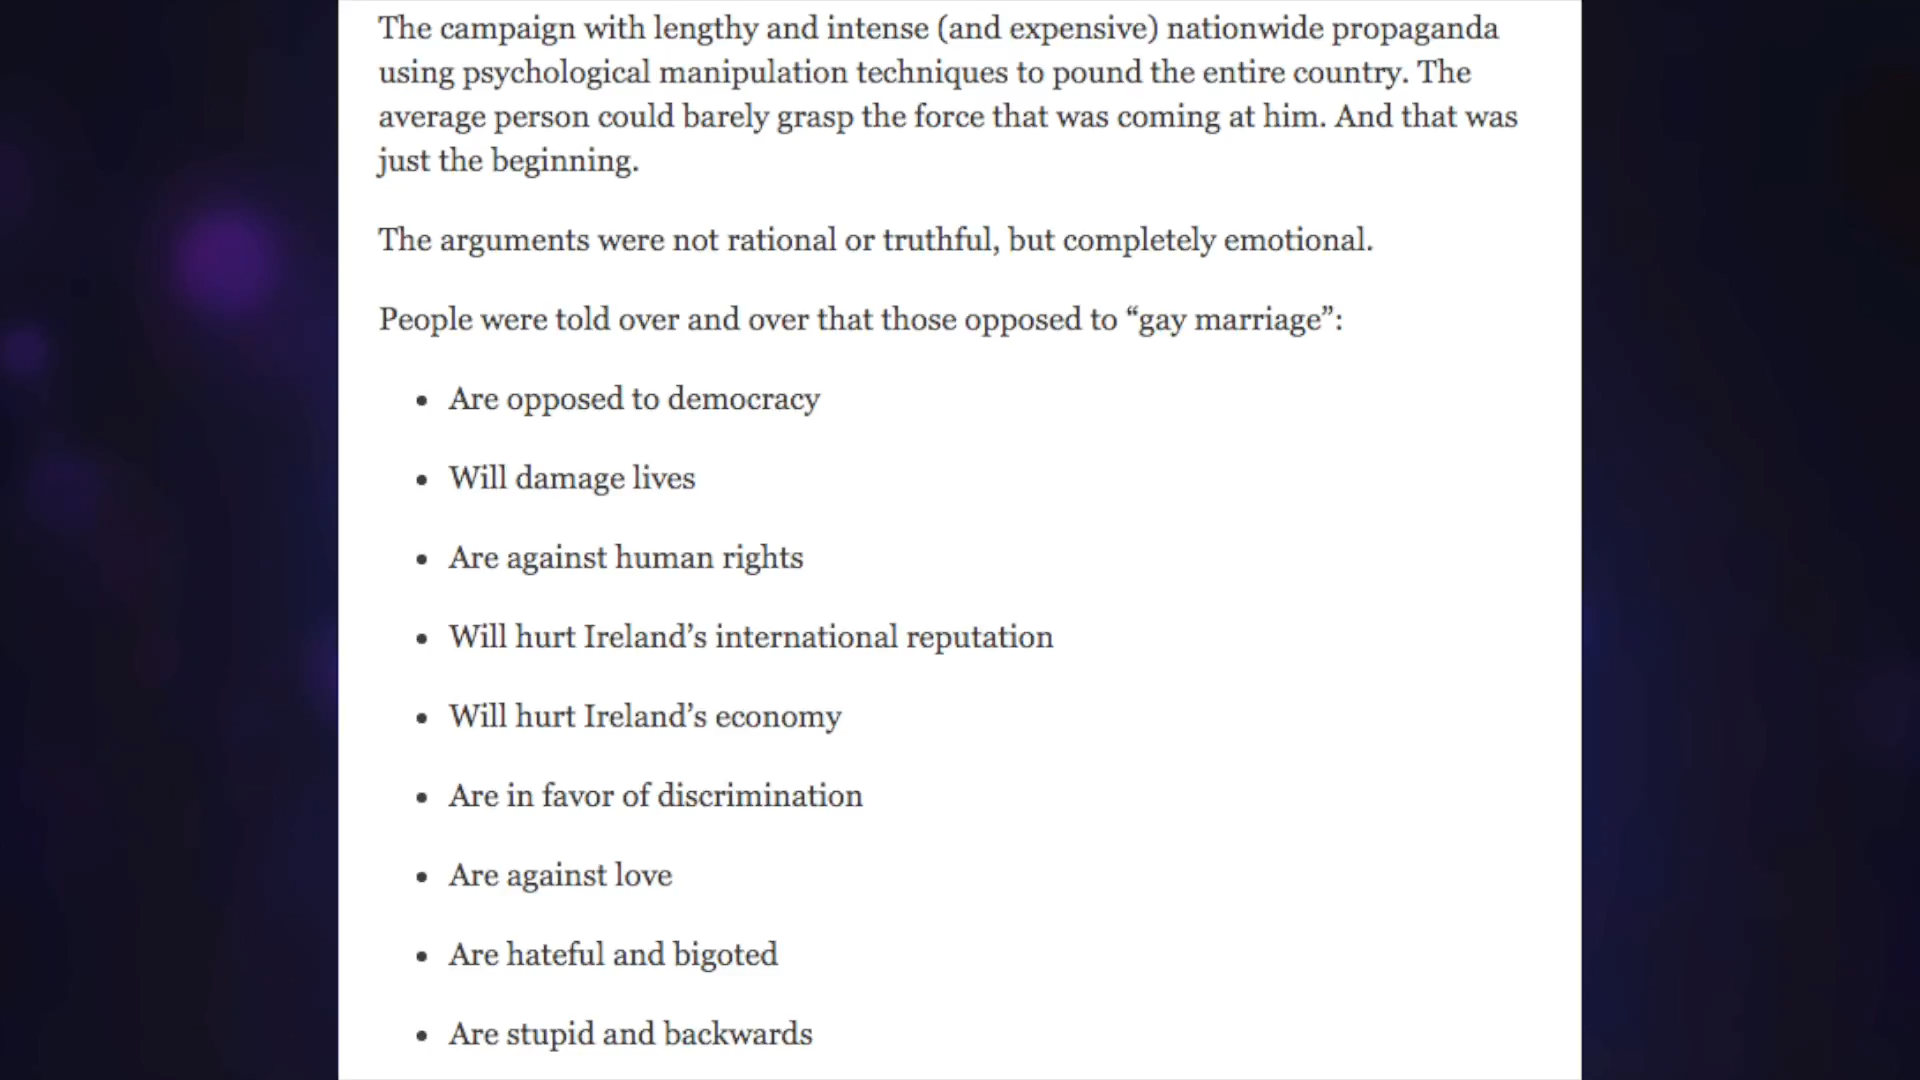 The campaign with lengthy and intense (and expensive) nationwide propaganda
using psychological manipulation techniques to pound the entire country. The
average person could barely grasp the force that was coming at him. And that was
just the beginning.
The arguments were not rational or truthful, but completely emotional.
People were told over and over that those opposed to “gay marriage”:
• Are opposed to democracy
• Will damage lives
• Are against human rights
• Will hurt Ireland’s international reputation
• Will hurt Ireland’s economy
• Are in favor of discrimination
• Are against love
• Are hateful and bigoted
• Are stupid and backwards